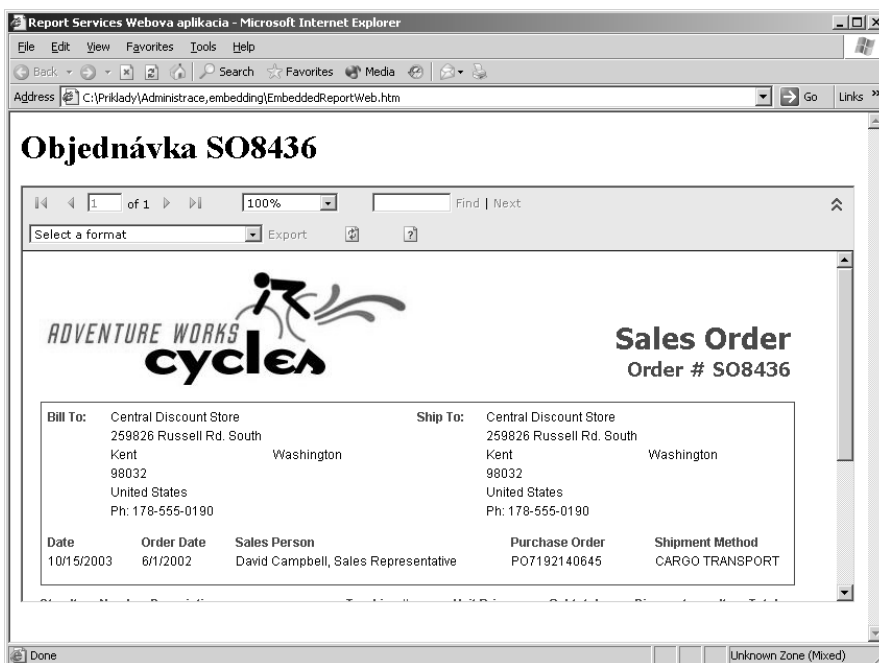 Report Services Webova aplikacia - Microsoft Internet Explorer
File Edit View Favorites Tools Help
Back Search Favorites Media
Address C:\Priklady\Administrace,embedding\EmbeddedReportWeb.htm Go Links »
Objednávka SO8436
1 of 1 100% Find | Next
Select a format Export
ADVENTURE WORKS
cycles
Sales Order
Order # SO8436
Bill To: Central Discount Store Ship To: Central Discount Store
259826 Russell Rd. South 259826 Russell Rd. South
Kent Washington Kent Washington
98032 98032
United States United States
Ph: 178-555-0190 Ph: 178-555-0190
Date Order Date Sales Person Purchase Order Shipment Method
10/15/2003 6/1/2002 David Campbell, Sales Representative PO7192140645 CARGO TRANSPORT
Done Unknown Zone (Mixed)